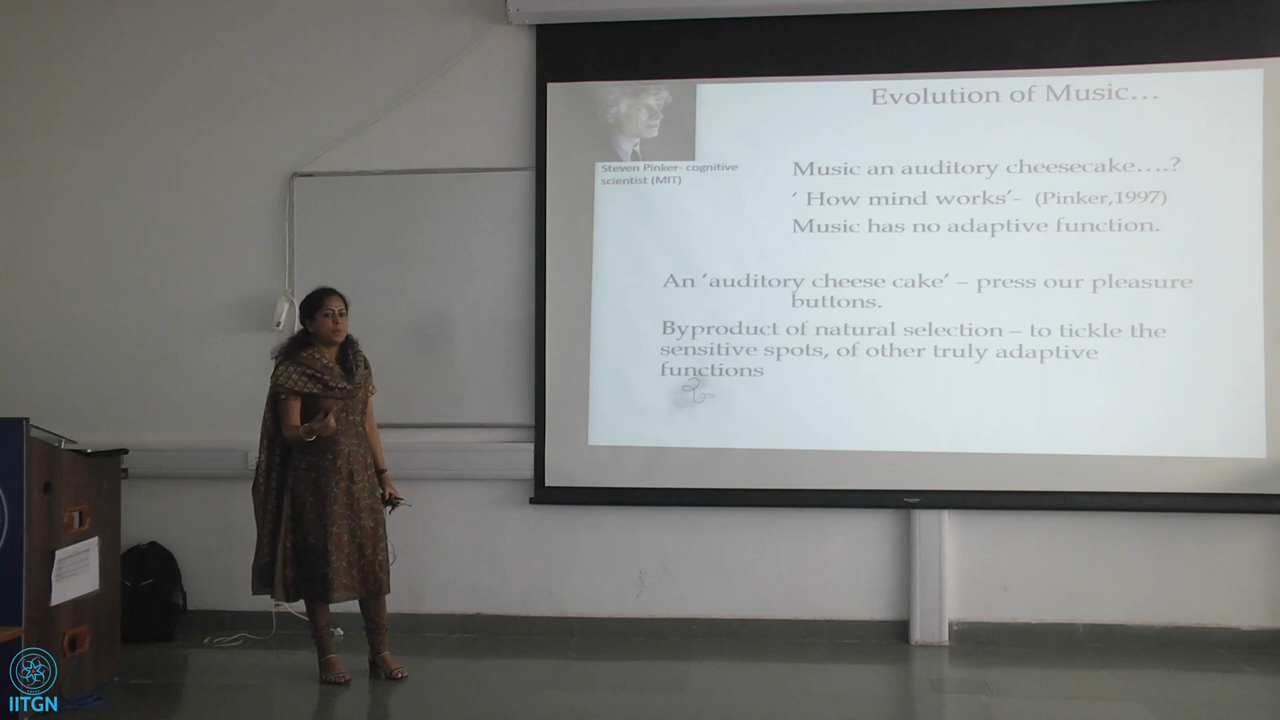 Evolution of Music...
Steven Pinker- cognitive
scientist (MIT)
Music an auditory cheesecake....?
‘ How mind works’- (Pinker,1997)
Music has no adaptive function.
An ‘auditory cheese cake’ – press our pleasure
buttons.
Byproduct of natural selection – to tickle the
sensitive spots, of other truly adaptive
functions
IITGN